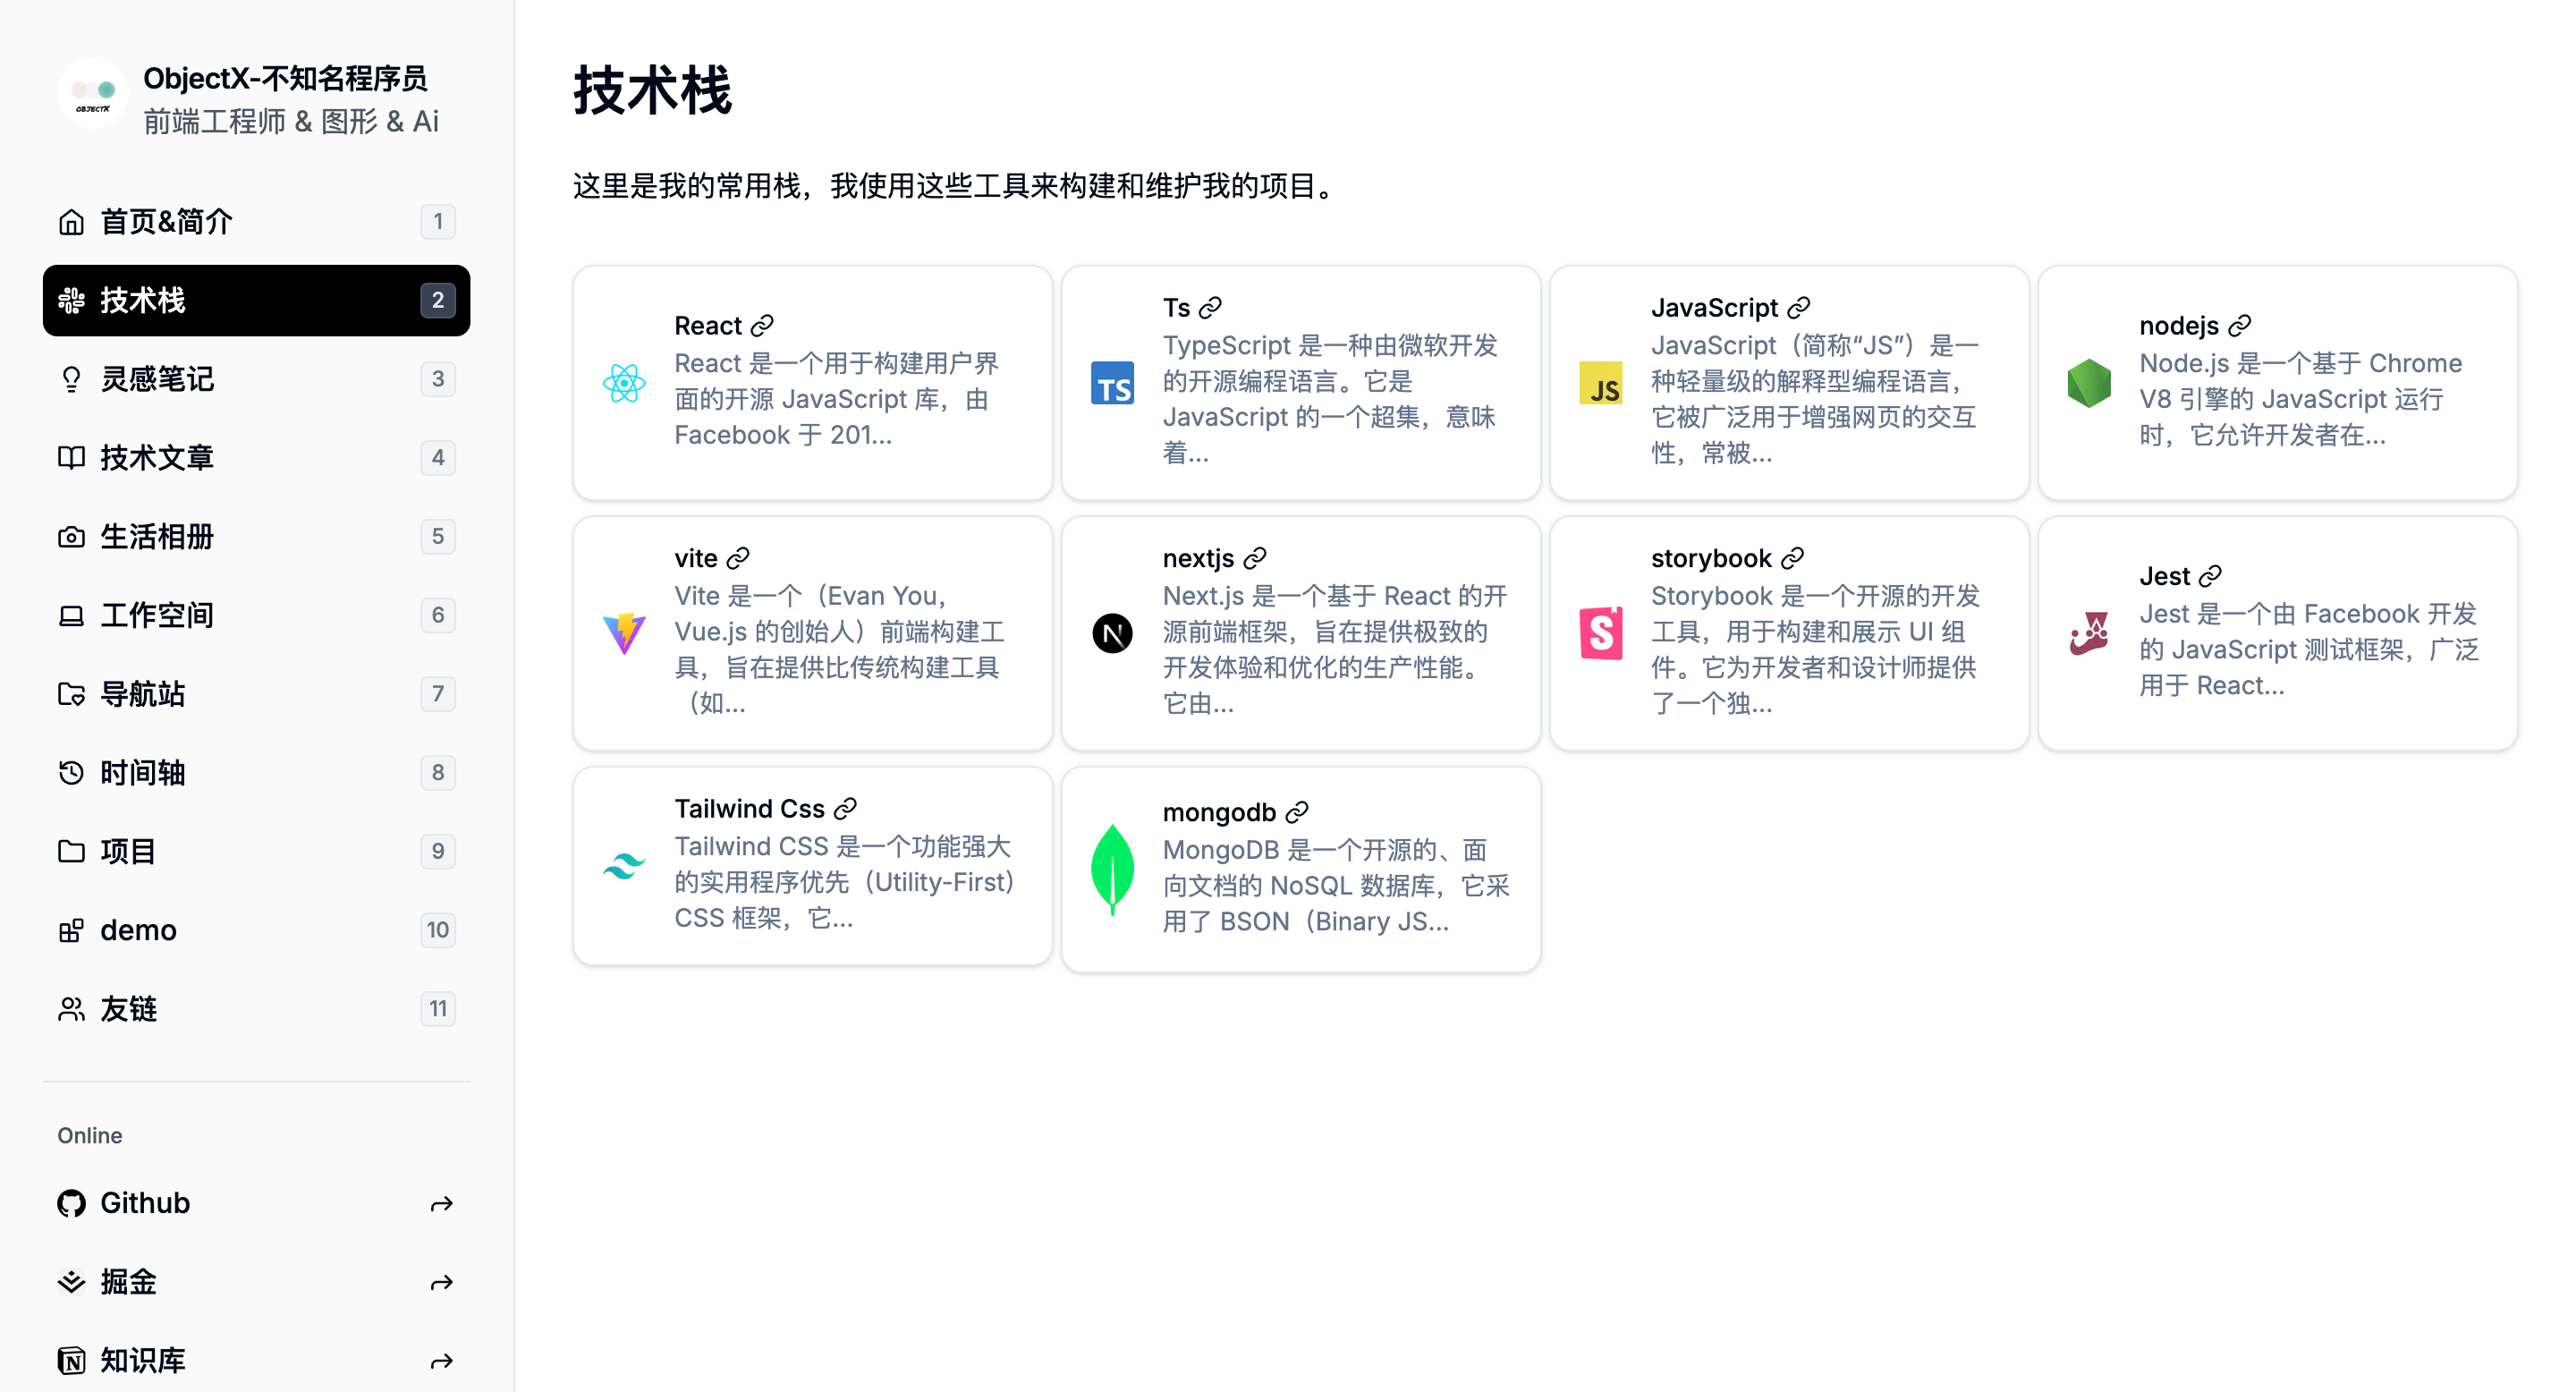 OBJECTX
ObjectX-不知名程序员
前端工程师 & 图形 & Ai
首页&简介 1
技术栈 2
灵感笔记 3
技术文章 4
生活相册 5
工作空间 6
导航站 7
时间轴 8
项目 9
demo 10
友链 11
Online
Github
掘金
知识库
技术栈
这里是我的常用栈，我使用这些工具来构建和维护我的项目。
React
React 是一个用于构建用户界
面的开源 JavaScript 库，由
Facebook 于 201...
TS
Ts
TypeScript 是一种由微软开发
的开源编程语言。它是
JavaScript 的一个超集，意味
着...
JS
JavaScript
JavaScript（简称“JS”）是一
种轻量级的解释型编程语言，
它被广泛用于增强网页的交互
性，常被...
nodejs
Node.js 是一个基于 Chrome
V8 引擎的 JavaScript 运行
时，它允许开发者在...
vite
Vite 是一个（Evan You，
Vue.js 的创始人）前端构建工
具，旨在提供比传统构建工具
（如...
N
nextjs
Next.js 是一个基于 React 的开
源前端框架，旨在提供极致的
开发体验和优化的生产性能。
它由...
S
storybook
Storybook 是一个开源的开发
工具，用于构建和展示 UI 组
件。它为开发者和设计师提供
了一个独...
Jest
Jest 是一个由 Facebook 开发
的 JavaScript 测试框架，广泛
用于 React...
Tailwind Css
Tailwind CSS 是一个功能强大
的实用程序优先（Utility-First）
CSS 框架，它...
mongodb
MongoDB 是一个开源的、面
向文档的 NoSQL 数据库，它采
用了 BSON（Binary JS...